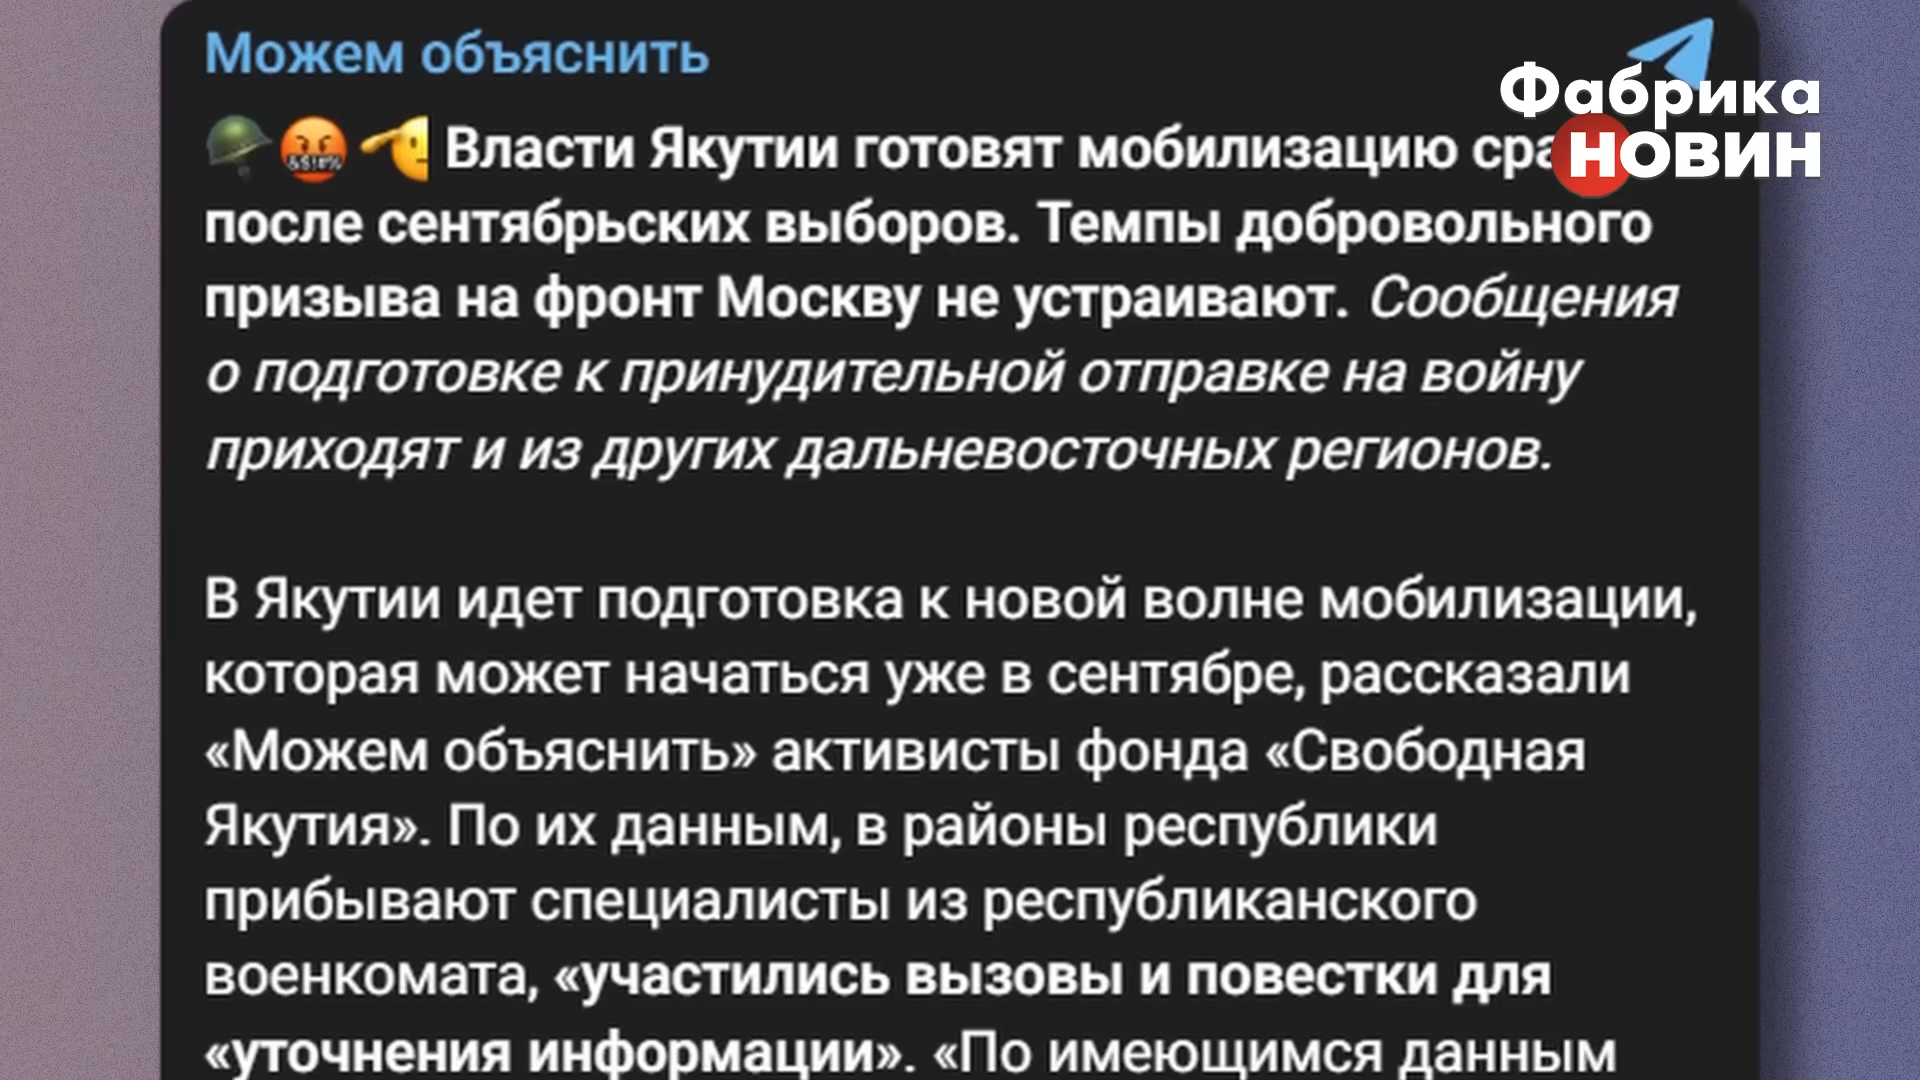 Можем объяснить
Фабрика
новин
Власти Якутии готовят мобилизацию
после сентябрьских выборов. Темпы добровольного
призыва на фронт Москву не устраивают. Сообщения
о подготовке к принудительной отправке на войну
приходят и из других дальневосточных регионов.
В Якутии идет подготовка к новой волне мобилизации,
которая может начаться уже в сентябре, рассказали
«Можем объяснить» активисты фонда «Свободная
Якутия». По их данным, в районы республики
прибывают специалисты из республиканского
военкомата, «участились вызовы и повестки для
«уточнения информации». «По имеющимся данным